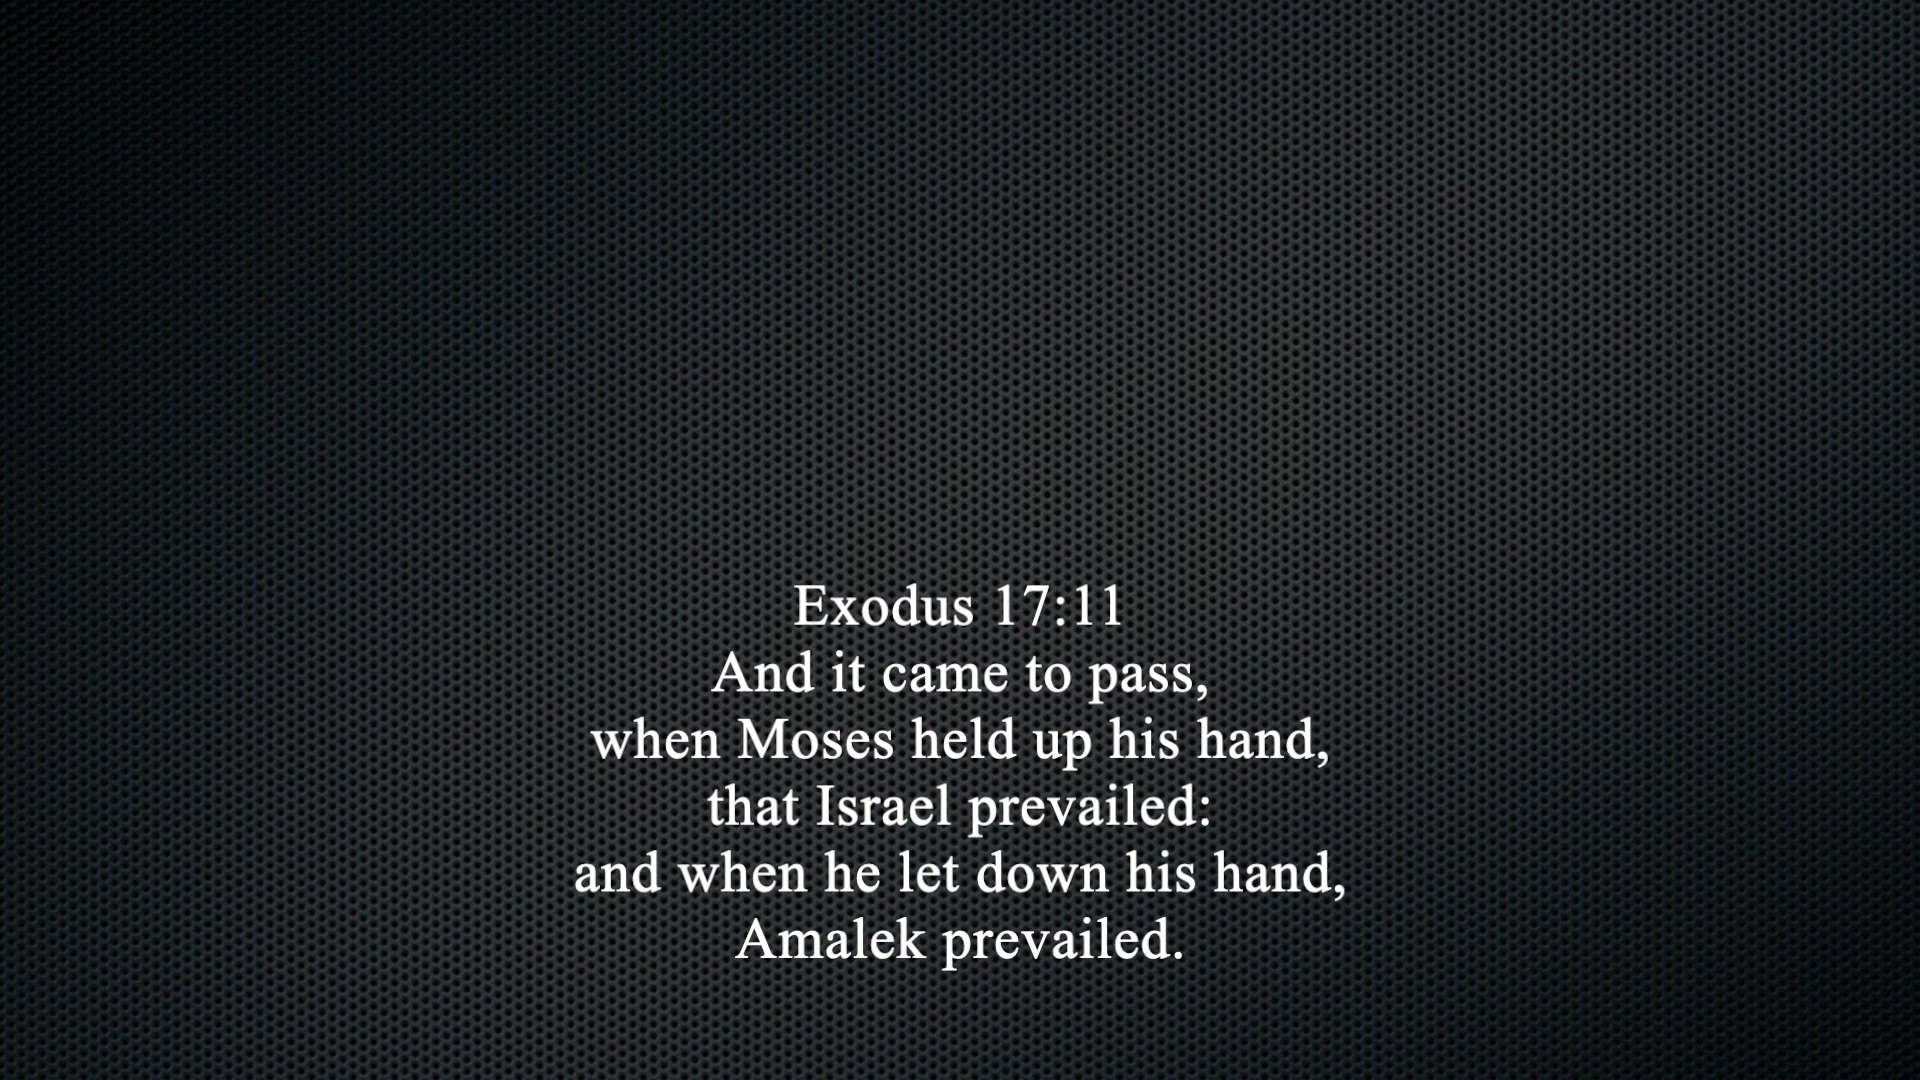 Exodus 17:11
And it came to pass,
when Moses held up his hand,
that Israel prevailed:
and when he let down his hand,
Amalek prevailed.